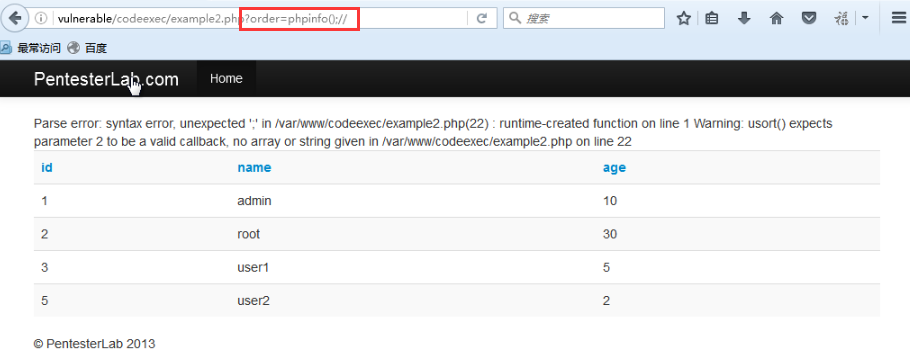 vulnerable/codeexec/example2.php?order=phpinfo();//
搜索
最常访问 百度
PentesterLab.com Home
Parse error: syntax error, unexpected ';' in /var/www/codeexec/example2.php(22) : runtime-created function on line 1 Warning: usort() expects
parameter 2 to be a valid callback, no array or string given in /var/www/codeexec/example2.php on line 22
id name age
1 admin 10
2 root 30
3 user1 5
5 user2 2
© PentesterLab 2013